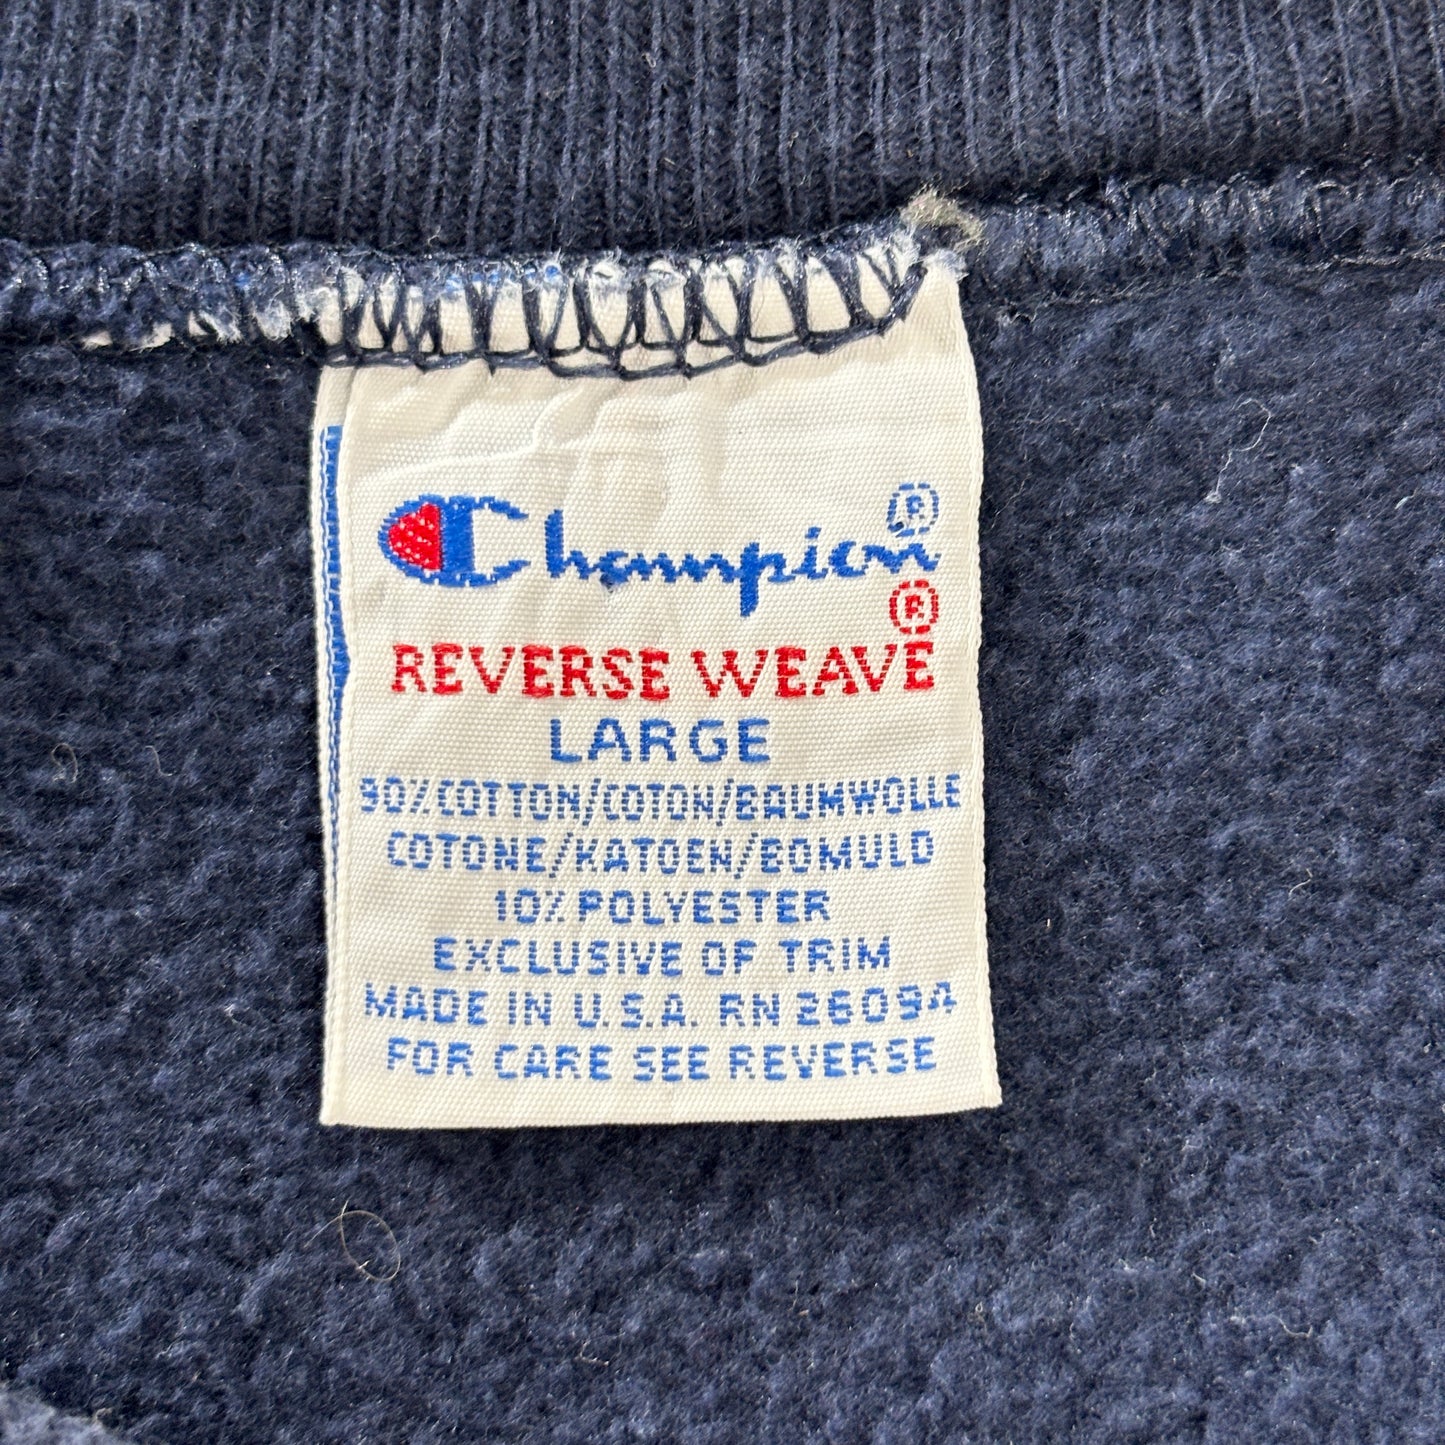 Champion®
®
REVERSE WEAVE
LARGE
90% COTTON/COTON/BAUMWOLLE
COTONE/KATOEN/BOMULD
10% POLYESTER
EXCLUSIVE OF TRIM
MADE IN U.S.A. RN 26094
FOR CARE SEE REVERSE